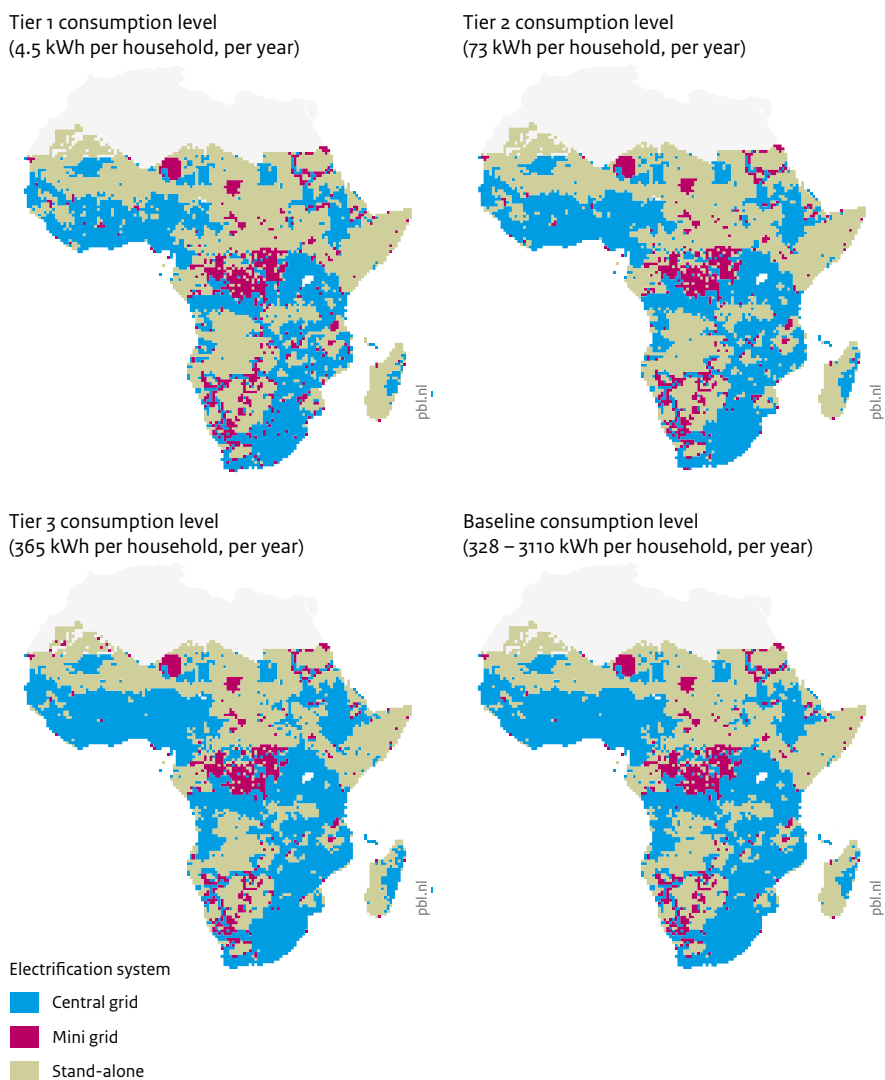 Tier 1 consumption level
(4.5 kWh per household, per year)
Tier 2 consumption level
(73 kWh per household, per year)
pbl.nl
pbl.nl
Tier 3 consumption level
(365 kWh per household, per year)
Baseline consumption level
(328 – 3110 kWh per household, per year)
pbl.nl
pbl.nl
Electrification system
Central grid
Mini grid
Stand-alone